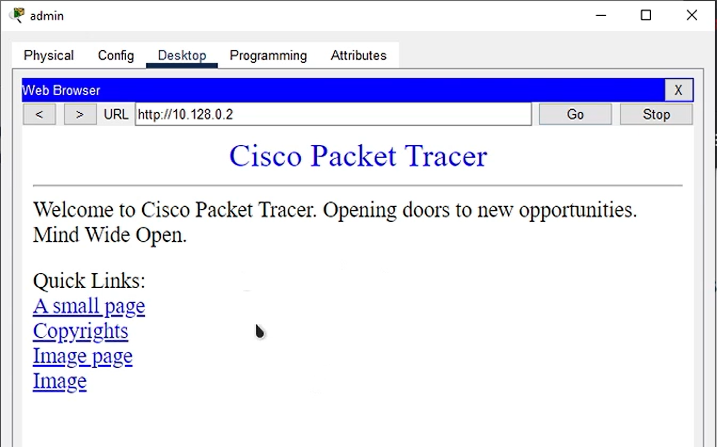 admin
Physical Config Desktop Programming Attributes
Web Browser X
< > URL http://10.128.0.2 Go Stop
Cisco Packet Tracer
Welcome to Cisco Packet Tracer. Opening doors to new opportunities.
Mind Wide Open.
Quick Links:
A small page
Copyrights
Image page
Image